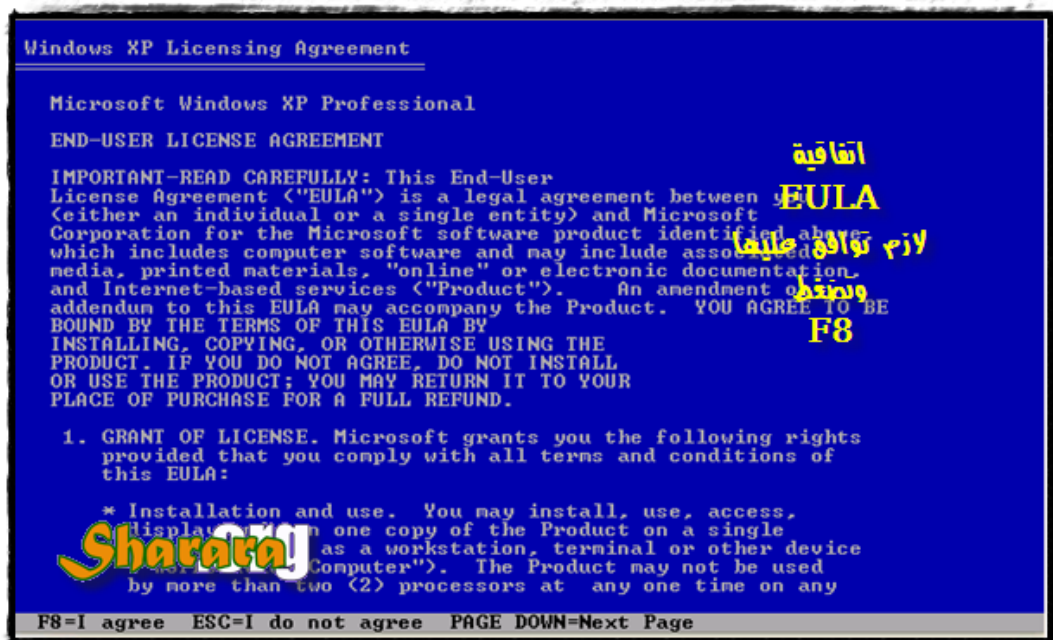 Windows XP Licensing Agreement
Microsoft Windows XP Professional
END-USER LICENSE AGREEMENT
IMPORTANT-READ CAREFULLY: This End-User
License Agreement ("EULA") is a legal agreement between
(either an individual or a single entity) and Microsoft
Corporation for the Microsoft software product identified above,
which includes computer software and may include associated
media, printed materials, "online" or electronic documentation,
and Internet-based services ("Product"). An amendment
addendum to this EULA may accompany the Product. YOU AGREE TO BE
BOUND BY THE TERMS OF THIS EULA BY
INSTALLING, COPYING, OR OTHERWISE USING THE
PRODUCT. IF YOU DO NOT AGREE, DO NOT INSTALL
OR USE THE PRODUCT; YOU MAY RETURN IT TO YOUR
PLACE OF PURCHASE FOR A FULL REFUND.
1. GRANT OF LICENSE. Microsoft grants you the following rights
provided that you comply with all terms and conditions of
this EULA:
* Installation and use. You may install, use, access,
one copy of the Product on a single
as a workstation, terminal or other device
Computer"). The Product may not be used
by more than two (2) processors at any one time on any
F8=I agree ESC=I do not agree PAGE DOWN=Next Page
اتفاقية
EULA
لازم توافق عليها
وتضغط
F8
Sharara.org